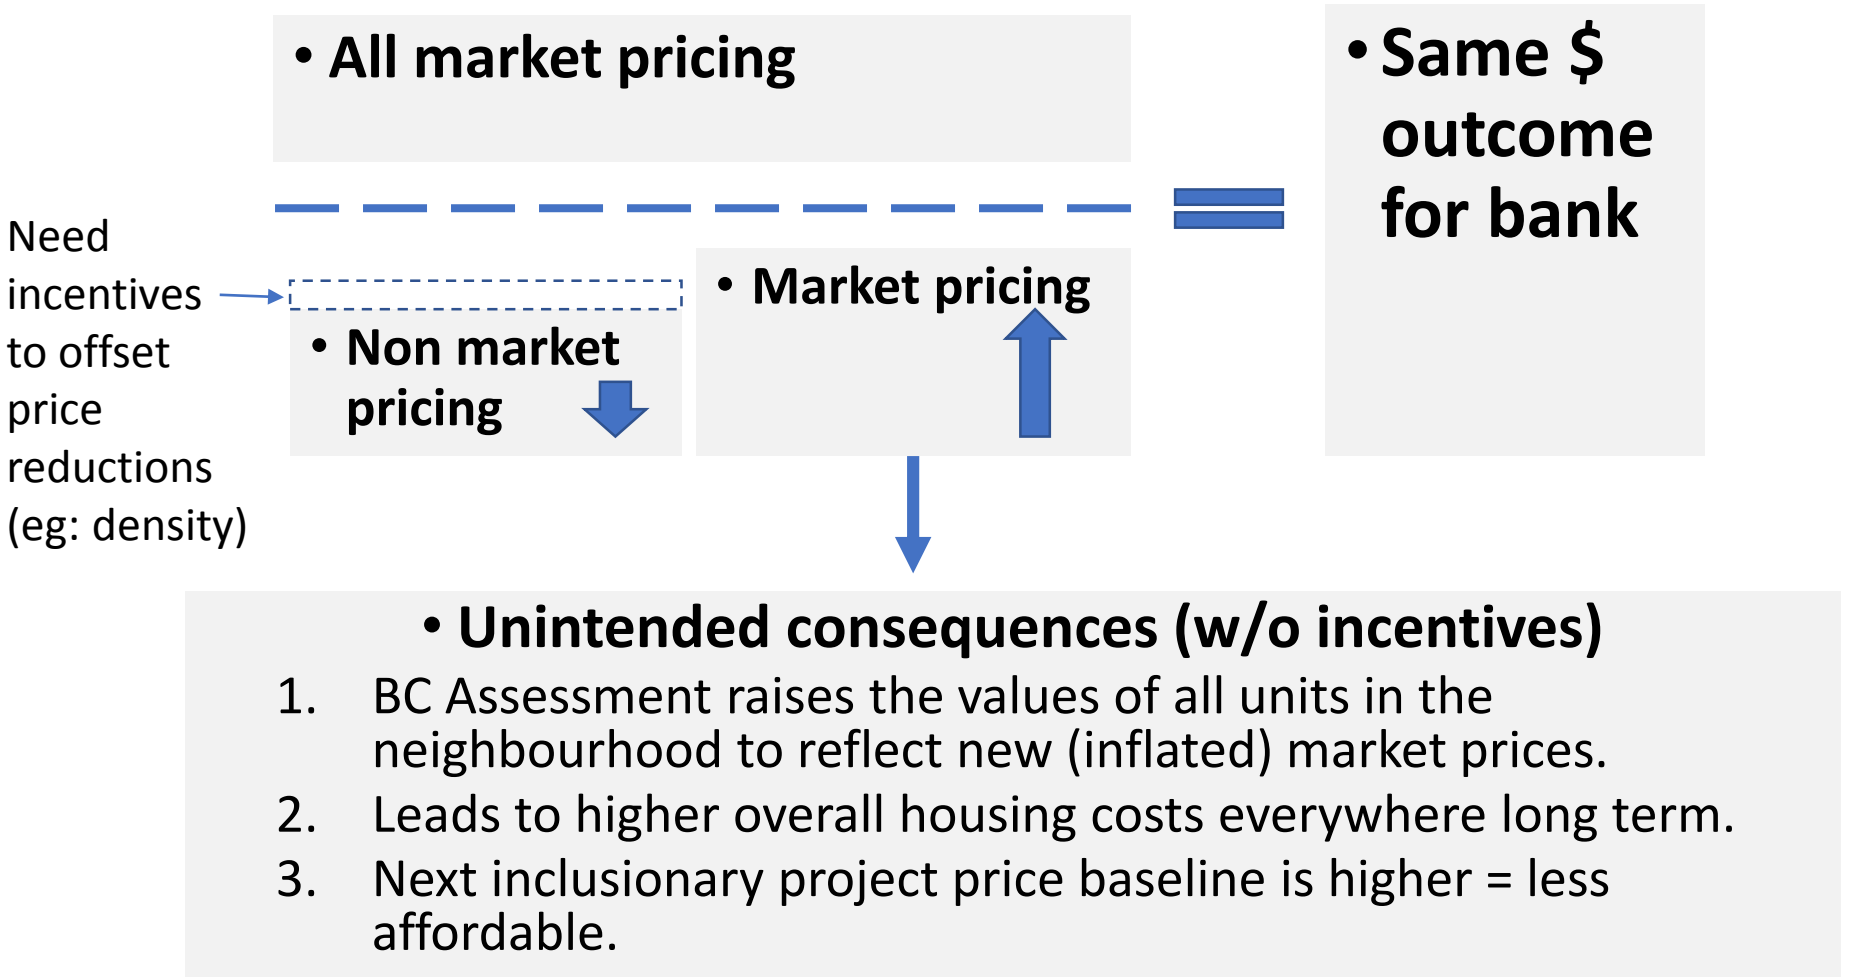 • All market pricing
• Same $
outcome
for bank
Need
incentives
to offset
price
reductions
(eg: density)
• Market pricing
• Non market
pricing
• Unintended consequences (w/o incentives)
1. BC Assessment raises the values of all units in the
neighbourhood to reflect new (inflated) market prices.
2. Leads to higher overall housing costs everywhere long term.
3. Next inclusionary project price baseline is higher = less
affordable.